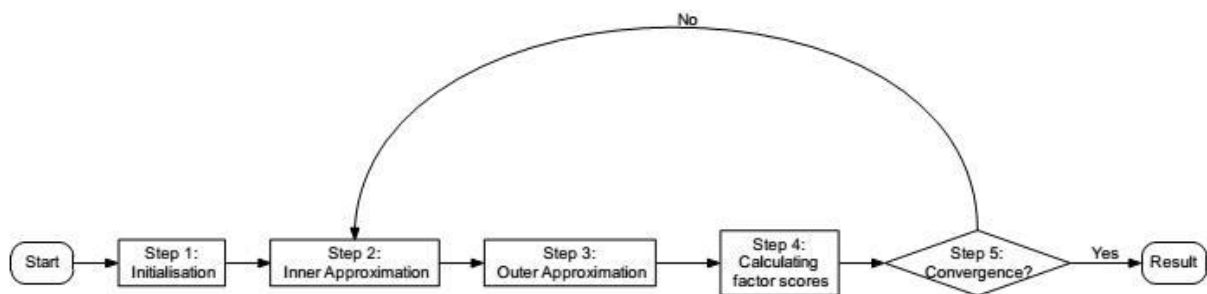 No
Start
Step 1:
Initialisation
Step 2:
Inner Approximation
Step 3:
Outer Approximation
Step 4:
Calculating
factor scores
Step 5:
Convergence?
Yes
Result